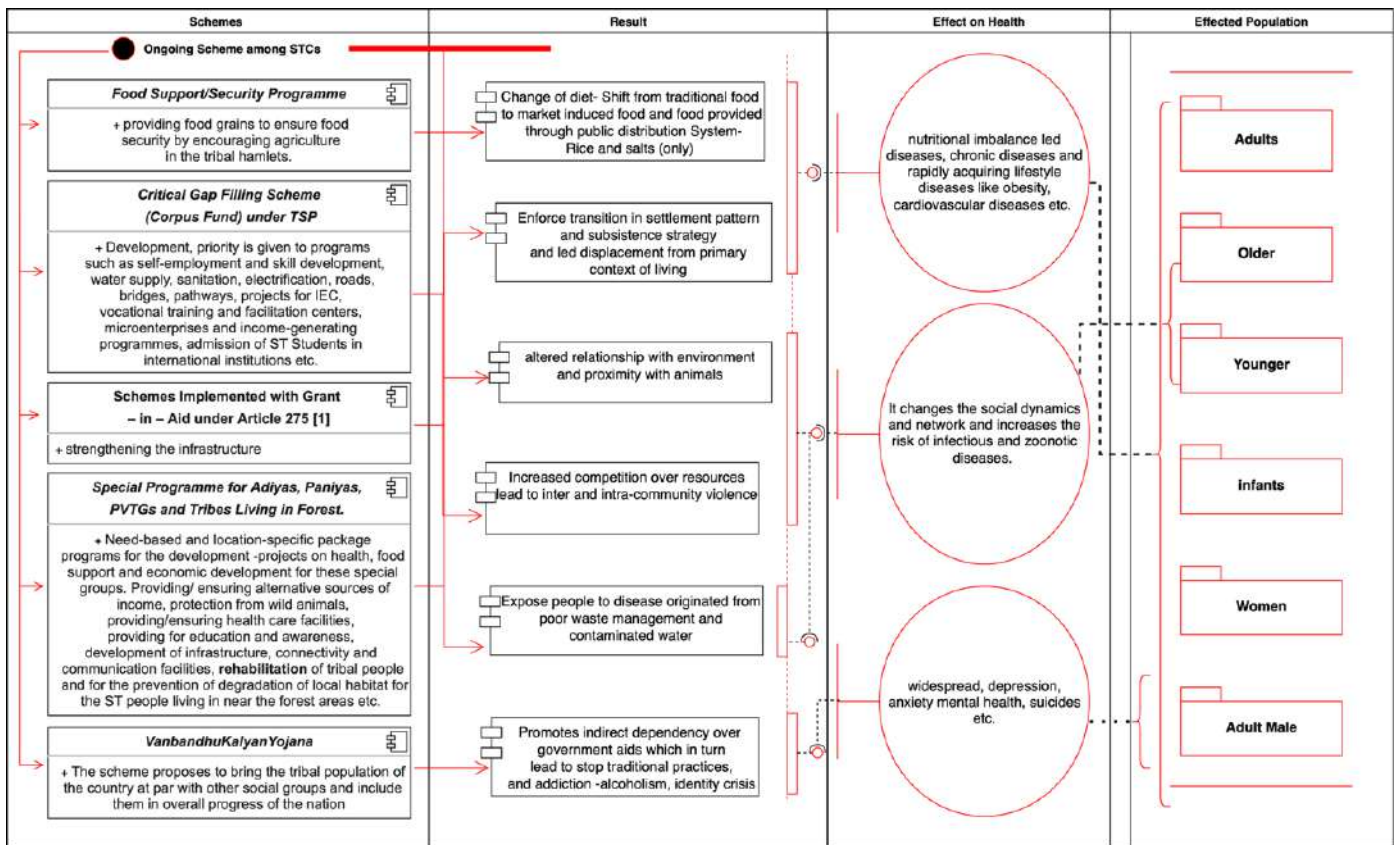 Schemes
Result
Effect on Health
Effected Population
Ongoing Scheme among STCs
Food Support/Security Programme
+ providing food grains to ensure food
security by encouraging agriculture
in the tribal hamlets.
Critical Gap Filling Scheme
(Corpus Fund) under TSP
+ Development, priority is given to programs
such as self-employment and skill development,
water supply, sanitation, electrification, roads,
bridges, pathways, projects for IEC,
vocational training and facilitation centers,
microenterprises and income-generating
programmes, admission of ST Students in
international institutions etc.
Schemes Implemented with Grant
– in – Aid under Article 275 [1]
+ strengthening the infrastructure
Special Programme for Adiyas, Paniyas,
PVTGs and Tribes Living in Forest.
+ Need-based and location-specific package
programs for the development -projects on health, food
support and economic development for these special
groups. Providing/ ensuring alternative sources of
income, protection from wild animals,
providing/ensuring health care facilities,
providing for education and awareness,
development of infrastructure, connectivity and
communication facilities, rehabilitation of tribal people
and for the prevention of degradation of local habitat for
the ST people living in near the forest areas etc.
VanbandhuKalyanYojana
+ The scheme proposes to bring the tribal population of
the country at par with other social groups and include
them in overall progress of the nation
Change of diet- Shift from traditional food
to market induced food and food provided
through public distribution System-
Rice and salts (only)
Enforce transition in settlement pattern
and subsistence strategy
and led displacement from primary
context of living
altered relationship with environment
and proximity with animals
Increased competition over resources
lead to inter and intra-community violence
Expose people to disease originated from
poor waste management and
contaminated water
Promotes indirect dependency over
government aids which in turn
lead to stop traditional practices,
and addiction -alcoholism, identity crisis
nutritional imbalance led
diseases, chronic diseases and
rapidly acquiring lifestyle
diseases like obesity,
cardiovascular diseases etc.
It changes the social dynamics
and network and increases the
risk of infectious and zoonotic
diseases.
widespread, depression,
anxiety mental health, suicides
etc.
Adults
Older
Younger
infants
Women
Adult Male